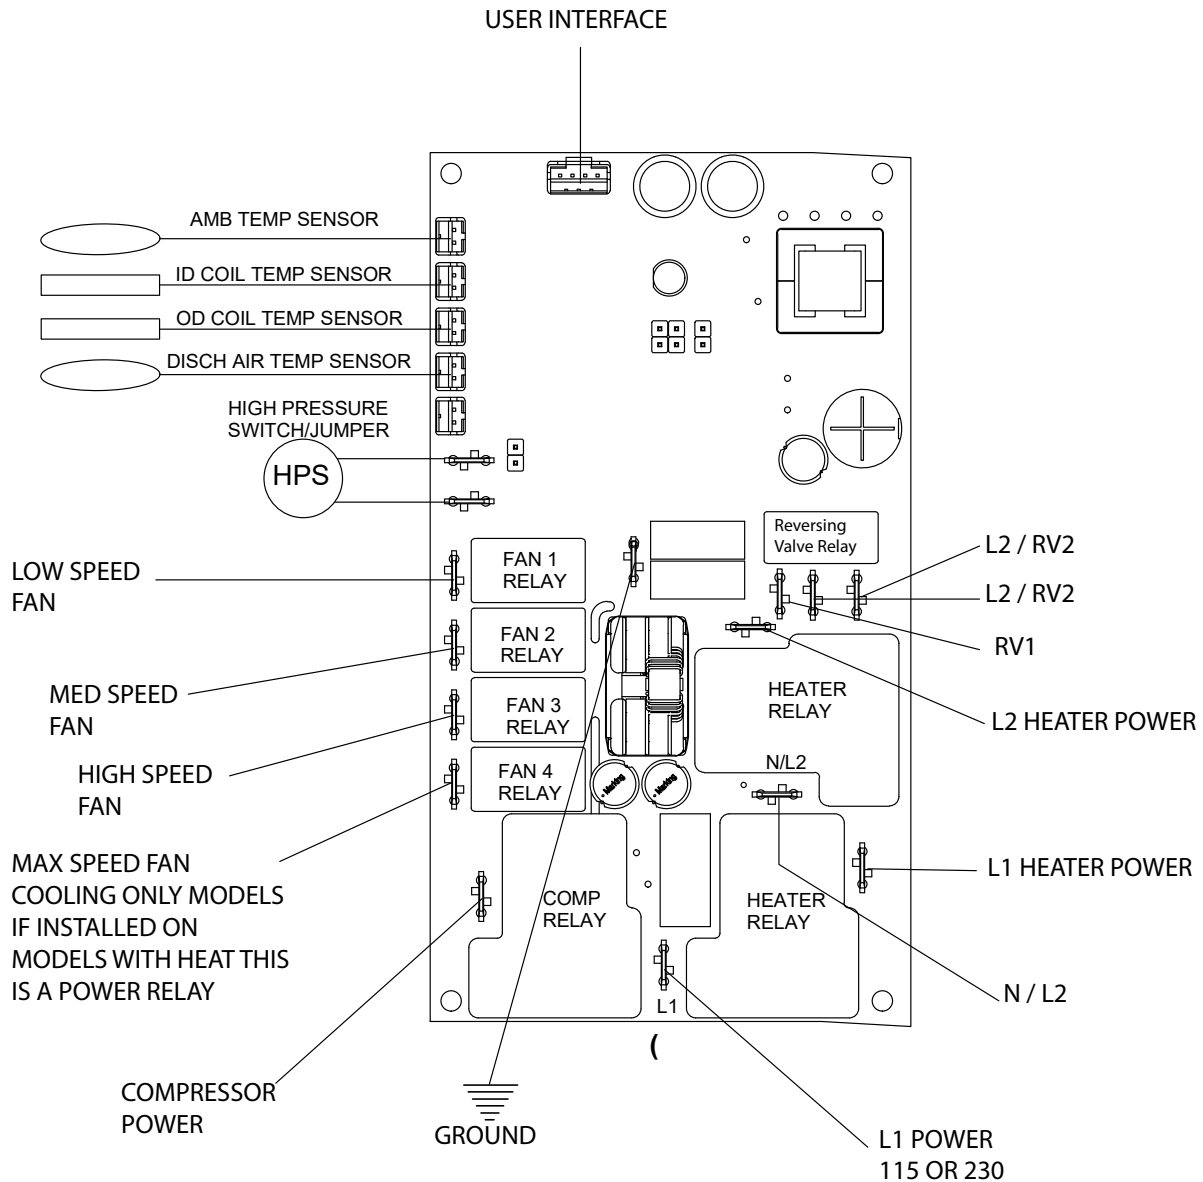 USER INTERFACE
AMB TEMP SENSOR
ID COIL TEMP SENSOR
OD COIL TEMP SENSOR
DISCH AIR TEMP SENSOR
HIGH PRESSURE
SWITCH/JUMPER
HPS
Reversing
Valve Relay
L2 / RV2
L2 / RV2
RV1
LOW SPEED
FAN
FAN 1
RELAY
FAN 2
RELAY
MED SPEED
FAN
FAN 3
RELAY
HEATER
RELAY
L2 HEATER POWER
HIGH SPEED
FAN
FAN 4
RELAY
Marking
Marking
N/L2
MAX SPEED FAN
COOLING ONLY MODELS
IF INSTALLED ON
MODELS WITH HEAT THIS
IS A POWER RELAY
COMP
RELAY
HEATER
RELAY
L1 HEATER POWER
N / L2
L1
(
COMPRESSOR
POWER
GROUND
L1 POWER
115 OR 230